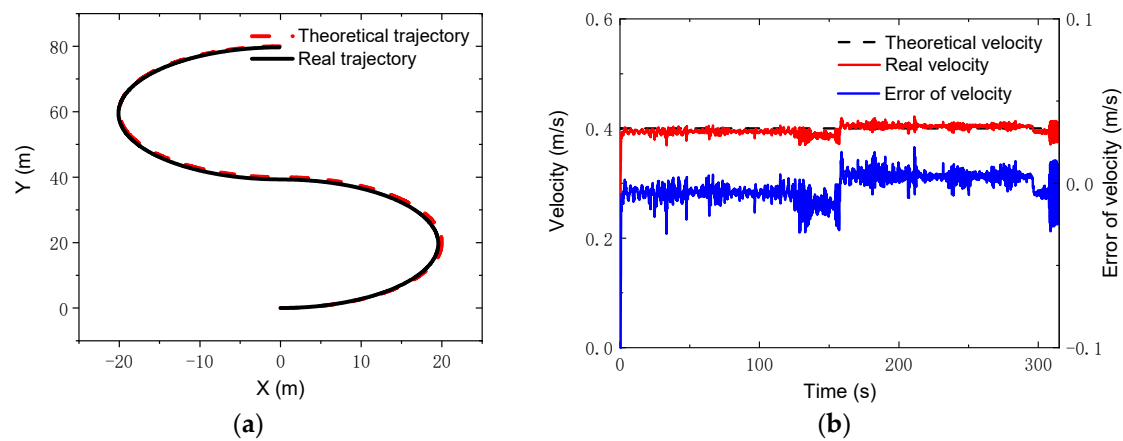 Theoretical trajectory
Real trajectory
80
60
40
20
0
Y (m)
-20
-10
0
10
20
X (m)
(a)
0.6
0.4
0.2
0.0
Velocity (m/s)
Theoretical velocity
Real velocity
Error of velocity
0.1
0.0
-0.1
Error of velocity (m/s)
0
100
200
300
Time (s)
(b)